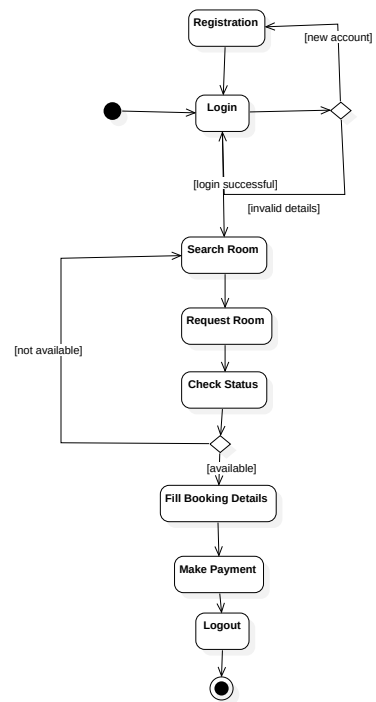 Registration
[new account]
Login
[login successful]
[invalid details]
Search Room
Request Room
[not available]
Check Status
[available]
Fill Booking Details
Make Payment
Logout